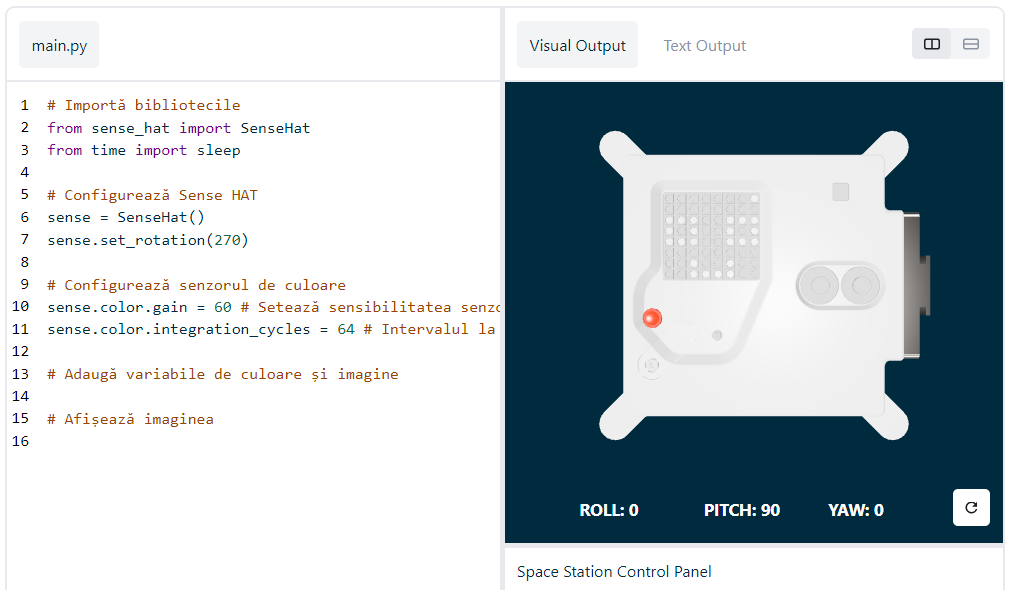 main.py
1 # Importă bibliotecile
2 from sense_hat import SenseHat
3 from time import sleep
4
5 # Configurează Sense HAT
6 sense = SenseHat()
7 sense.set_rotation(270)
8
9 # Configurează senzorul de culoare
10 sense.color.gain = 60 # Setează sensibilitatea
11 sense.color.integration_cycles = 64 # Intervalul la
12
13 # Adaugă variabile de culoare și imagine
14
15 # Afișează imaginea
16
Visual Output Text Output
ROLL: 0 PITCH: 90 YAW: 0
Space Station Control Panel